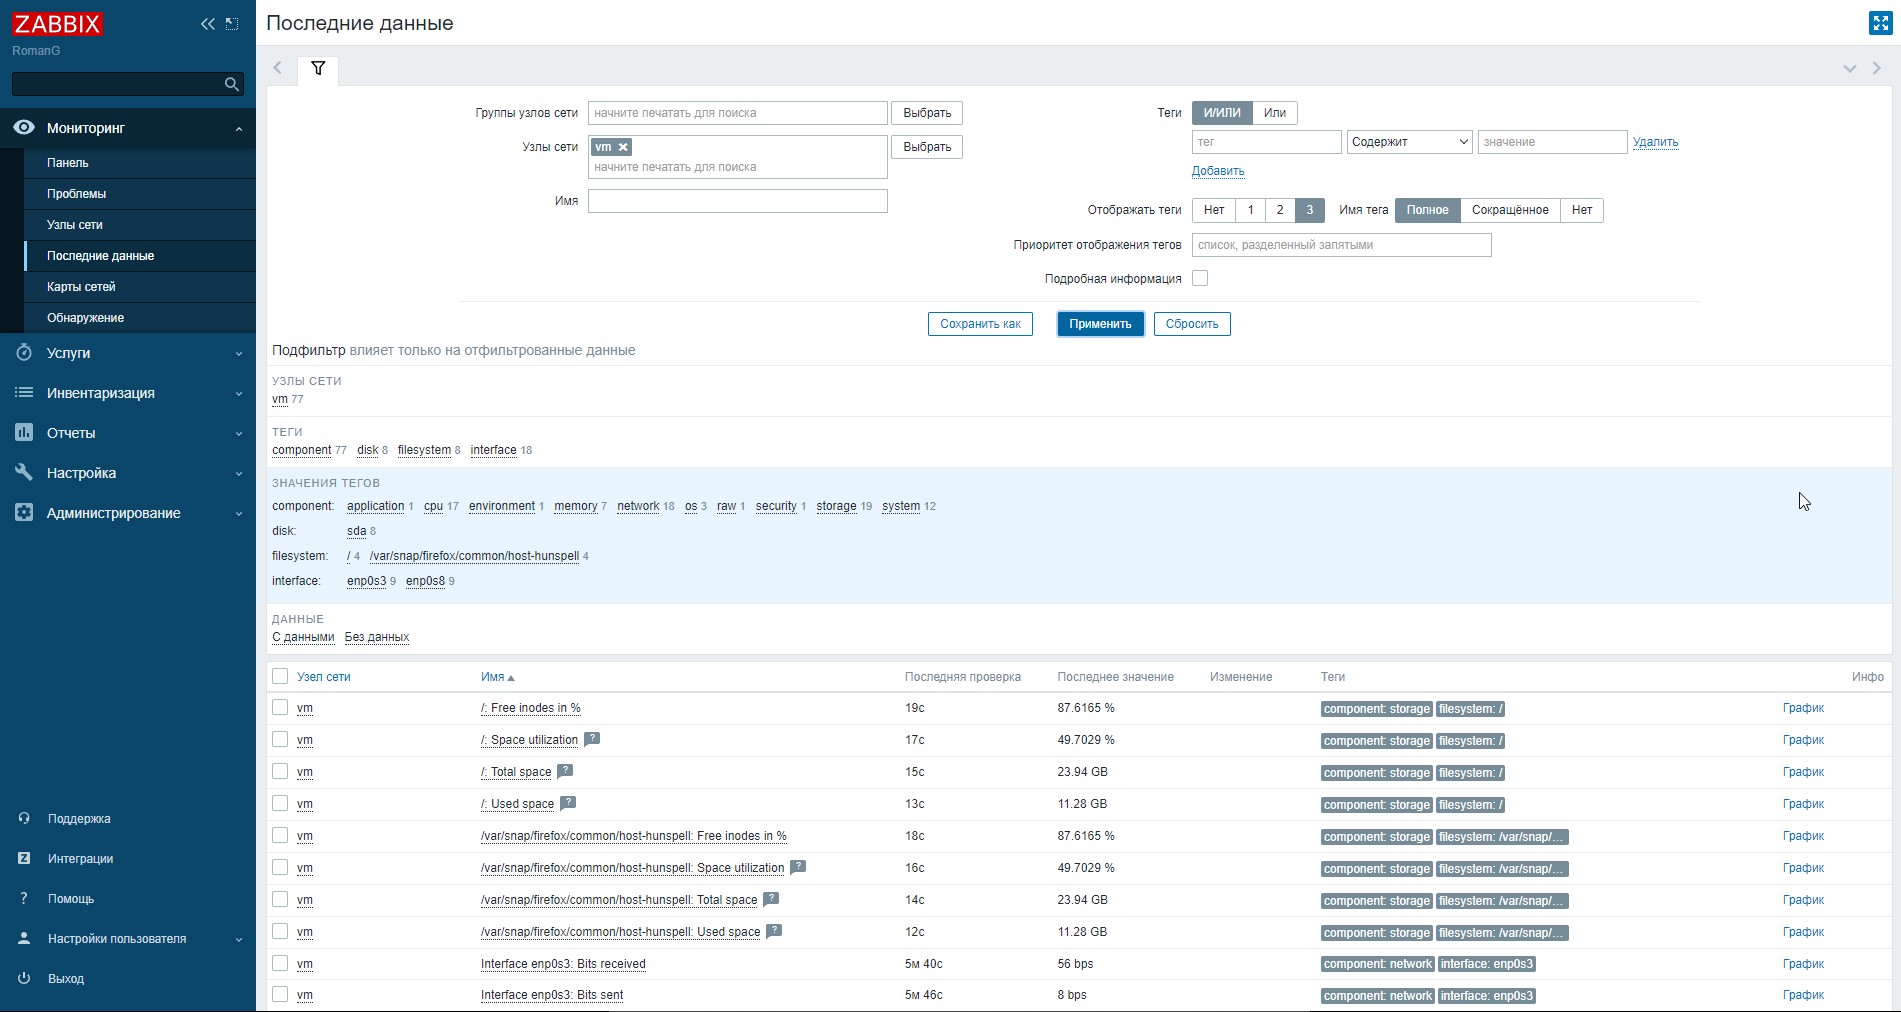 ZABBIX
RomanG
Мониторинг
Панель
Проблемы
Узлы сети
Последние данные
Карты сетей
Обнаружение
Услуги
Инвентаризация
Отчеты
Настройка
Администрирование
Поддержка
Интеграции
Помощь
Настройки пользователя
Выход
Последние данные
Группы узлов сети начните печатать для поиска Выбрать
Узлы сети vm начните печатать для поиска Выбрать
Имя
Теги И/ИЛИ Или
тег Содержит значение Удалить
Добавить
Отображать теги Нет 1 2 3 Имя тега Полное Сокращённое Нет
Приоритет отображения тегов список, разделенный запятыми
Подробная информация
Сохранить как Применить Сбросить
Подфильтр влияет только на отфильтрованные данные
УЗЛЫ СЕТИ
vm 77
ТЕГИ
component 77 disk 8 filesystem 8 interface 18
ЗНАЧЕНИЯ ТЕГОВ
component: application 1 cpu 17 environment 1 memory 7 network 18 os 3 raw 1 security 1 storage 19 system 12
disk: sda 8
filesystem: / 4 /var/snap/firefox/common/host-hunspell 4
interface: enp0s3 9 enp0s8 9
ДАННЫЕ
С данными Без данных
Узел сети Имя Последняя проверка Последнее значение Изменение Теги Инфо
vm /: Free inodes in % 19с 87.6165 % component: storage filesystem: / График
vm /: Space utilization ? 17с 49.7029 % component: storage filesystem: / График
vm /: Total space ? 15с 23.94 GB component: storage filesystem: / График
vm /: Used space ? 13с 11.28 GB component: storage filesystem: / График
vm /var/snap/firefox/common/host-hunspell: Free inodes in % 18с 87.6165 % component: storage filesystem: /var/snap/... График
vm /var/snap/firefox/common/host-hunspell: Space utilization ? 16с 49.7029 % component: storage filesystem: /var/snap/... График
vm /var/snap/firefox/common/host-hunspell: Total space ? 14с 23.94 GB component: storage filesystem: /var/snap/... График
vm /var/snap/firefox/common/host-hunspell: Used space ? 12с 11.28 GB component: storage filesystem: /var/snap/... График
vm Interface enp0s3: Bits received 5м 40с 56 bps component: network interface: enp0s3 График
vm Interface enp0s3: Bits sent 5м 46с 8 bps component: network interface: enp0s3 График